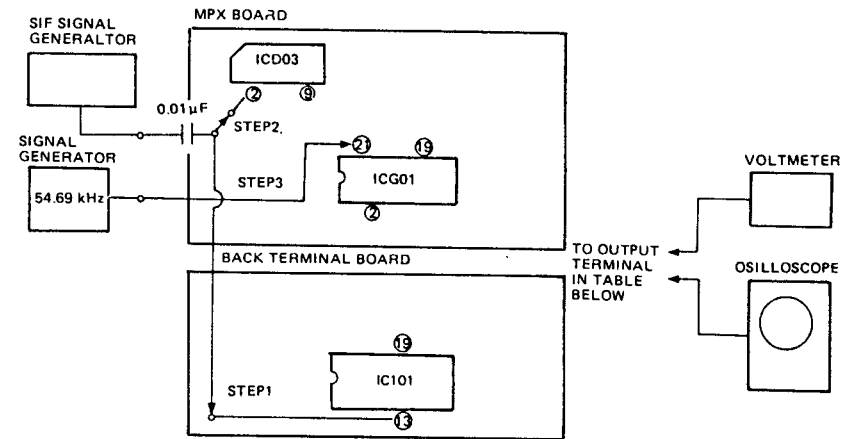 MPX BOARD
SIF SIGNAL
GENERALTOR
ICD03
2
9
0.01µF
STEP2.
SIGNAL
GENERATOR
54.69 kHz
STEP3
21
19
ICG01
2
VOLTMETER
BACK TERMINAL BOARD
TO OUTPUT
TERMINAL
IN TABLE
BELOW
OSILLOSCOPE
19
IC101
STEP1
13